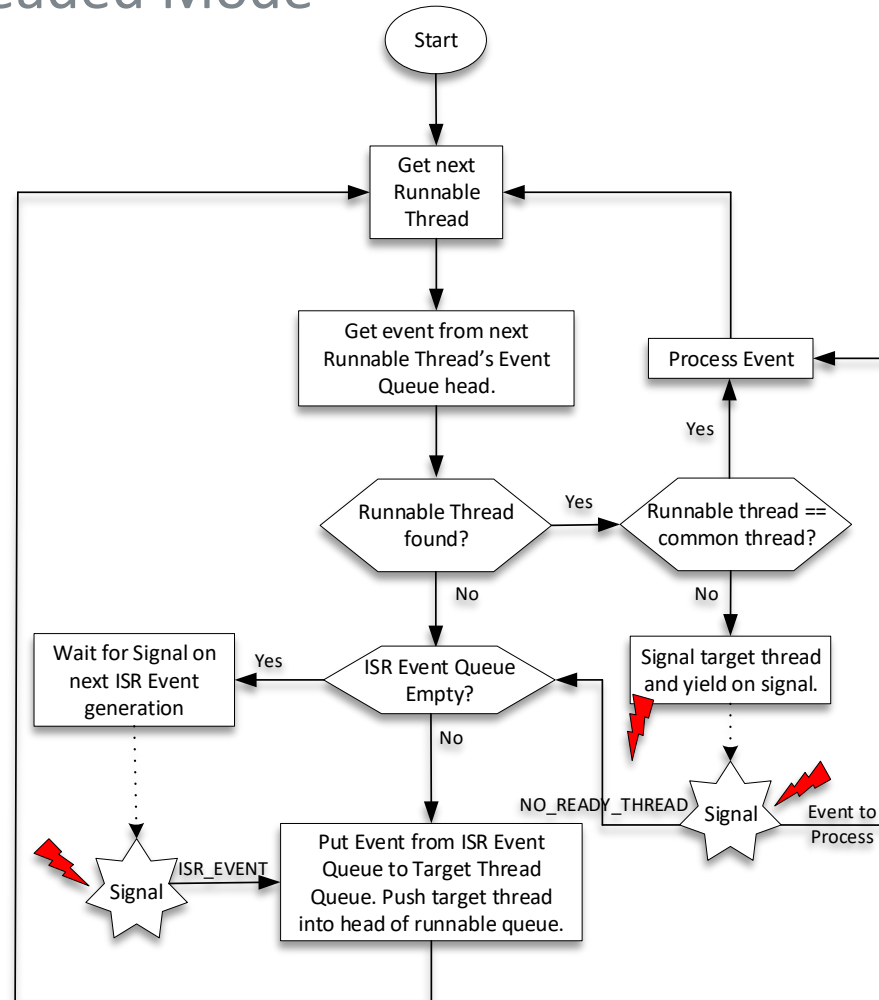 Mode
Start
Get next
Runnable
Thread
Get event from next
Runnable Thread’s Event
Queue head.
Process Event
Yes
Runnable Thread
found?
Yes
Runnable thread ==
common thread?
No
No
Wait for Signal on
next ISR Event
generation
Yes
ISR Event Queue
Empty?
Signal target thread
and yield on signal.
No
NO_READY_THREAD
Signal
Event to
Process
Put Event from ISR Event
Queue to Target Thread
Queue. Push target thread
into head of runnable queue.
ISR_EVENT
Signal